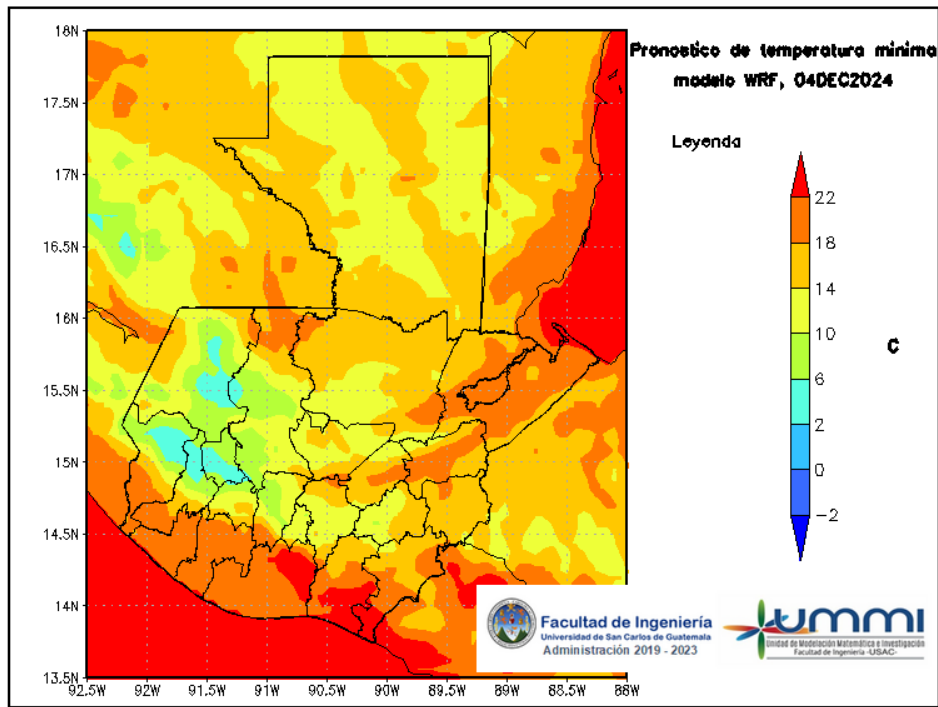 Pronostico de temperatura minima
modelo WRF, 04DEC2024
Leyenda
22
18
14
10
6
2
0
−2
C
18N
17.5N
17N
16.5N
16N
15.5N
15N
14.5N
14N
13.5N
92.5W 92W 91.5W 91W 90.5W 90W 89.5W 89W 88.5W 88W
Facultad de Ingeniería
Universidad de San Carlos de Guatemala
Administración 2019 - 2023
ummi
Unidad de Modelación Matemática e Investigación
Facultad de Ingeniería -USAC-